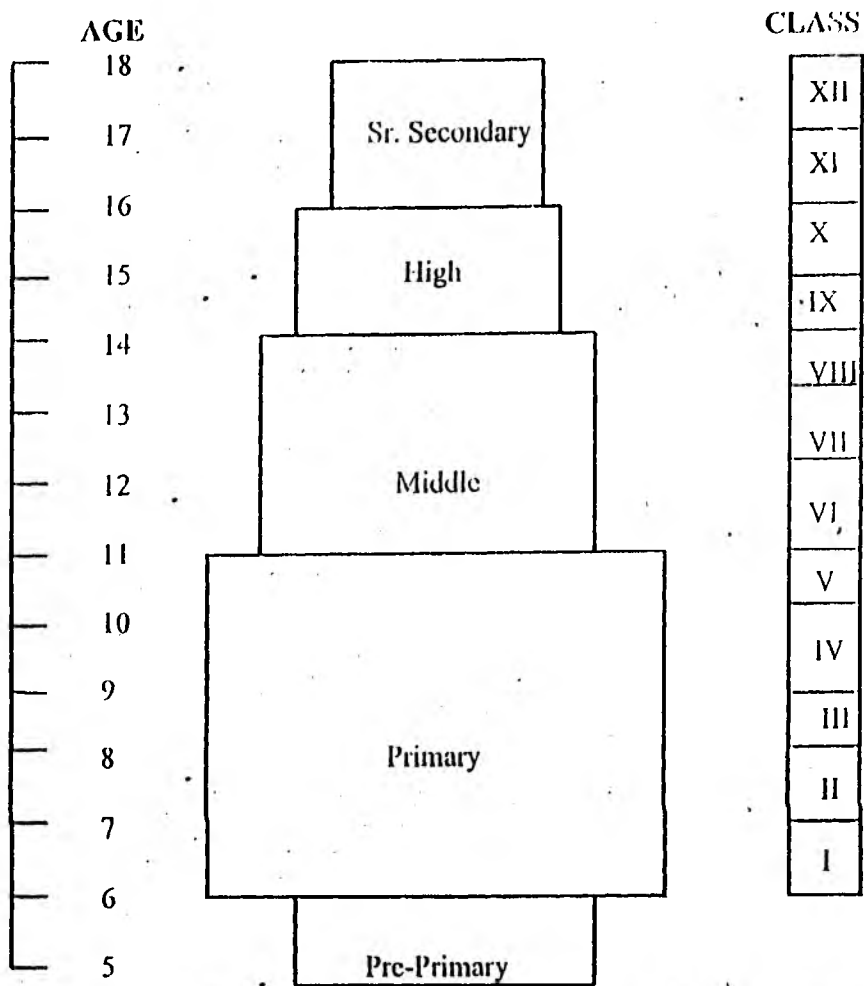 AGE
CLASS
18
XII
17
Sr. Secondary
XI
16
X
15
High
IX
14
VIII
13
VII
12
Middle
VI
11
V
10
IV
9
III
8
Primary
II
7
I
6
5
Pre-Primary